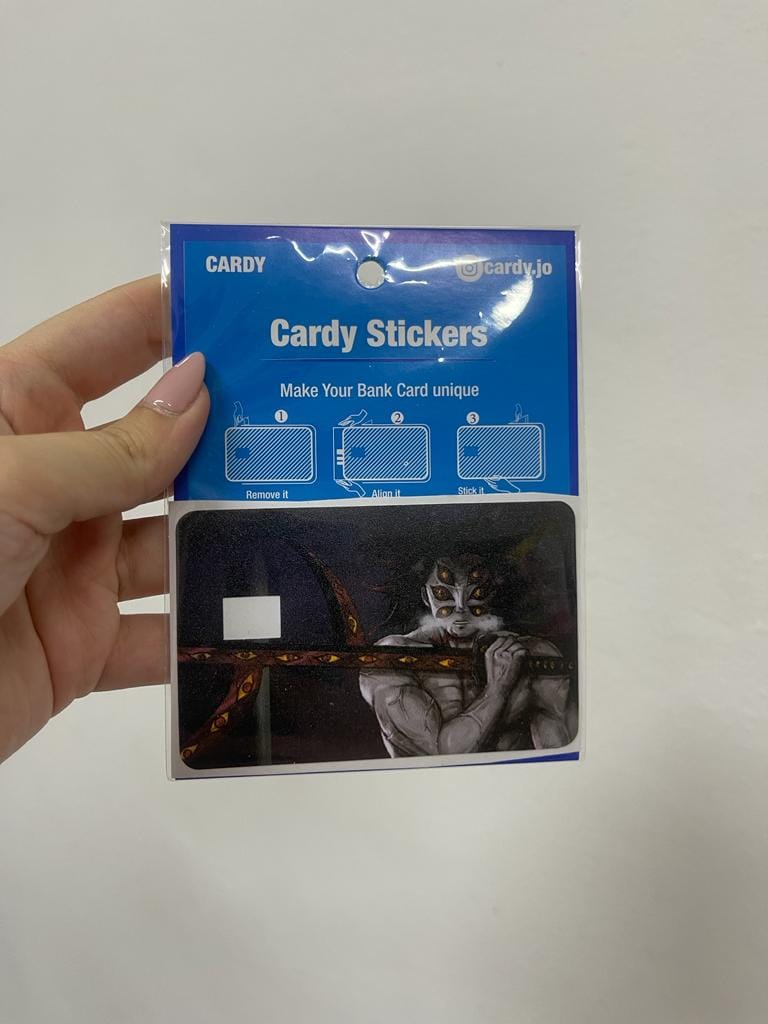 CARDY
cardy.jo
Cardy Stickers
Make Your Bank Card unique
1
2
3
Remove it
Align it
Stick it